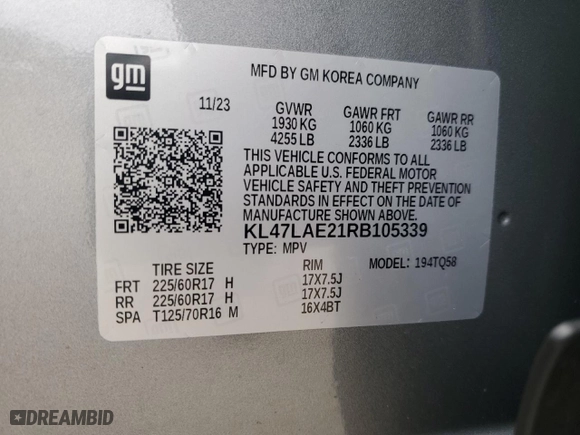 gm
MFD BY GM KOREA COMPANY
11/23
GVWR GAWR FRT GAWR RR
1930 KG 1060 KG 1060 KG
4255 LB 2336 LB 2336 LB
THIS VEHICLE CONFORMS TO ALL
APPLICABLE U.S. FEDERAL MOTOR
VEHICLE SAFETY AND THEFT PREVENTION
STANDARDS IN EFFECT ON THE DATE OF
MANUFACTURE SHOWN ABOVE.
KL47LAE21RB105339
TYPE: MPV MODEL: 194TQ58
TIRE SIZE RIM
FRT 225/60R17 H 17X7.5J
RR 225/60R17 H 17X7.5J
SPA T125/70R16 M 16X4BT
DREAMBID